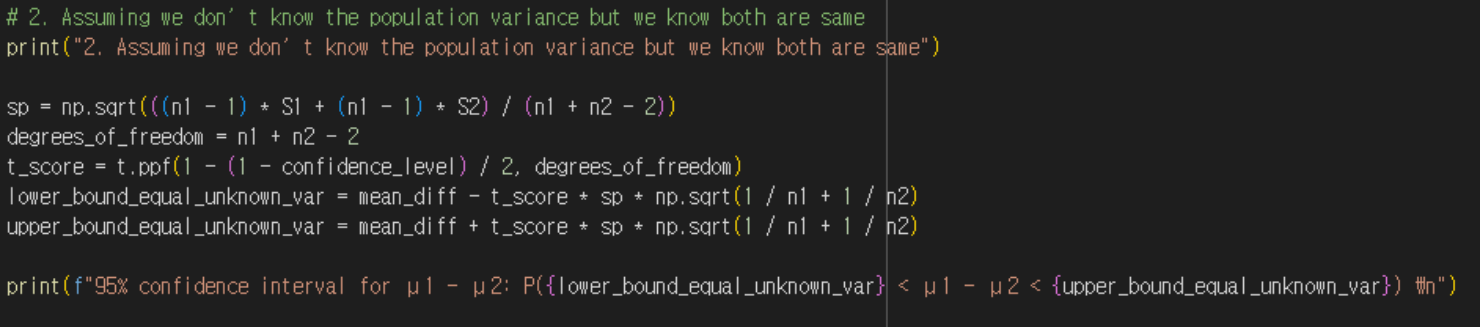 # 2. Assuming we don’t know the population variance but we know both are same
print("2. Assuming we don’t know the population variance but we know both are same")
sp = np.sqrt(((n1 - 1) * S1 + (n1 - 1) * S2) / (n1 + n2 - 2))
degrees_of_freedom = n1 + n2 - 2
t_score = t.ppf(1 - (1 - confidence_level) / 2, degrees_of_freedom)
lower_bound_equal_unknown_var = mean_diff - t_score * sp * np.sqrt(1 / n1 + 1 / n2)
upper_bound_equal_unknown_var = mean_diff + t_score * sp * np.sqrt(1 / n1 + 1 / n2)
print(f"95% confidence interval for μ1 - μ2: P({lower_bound_equal_unknown_var} < μ1 - μ2 < {upper_bound_equal_unknown_var}) ₩n")